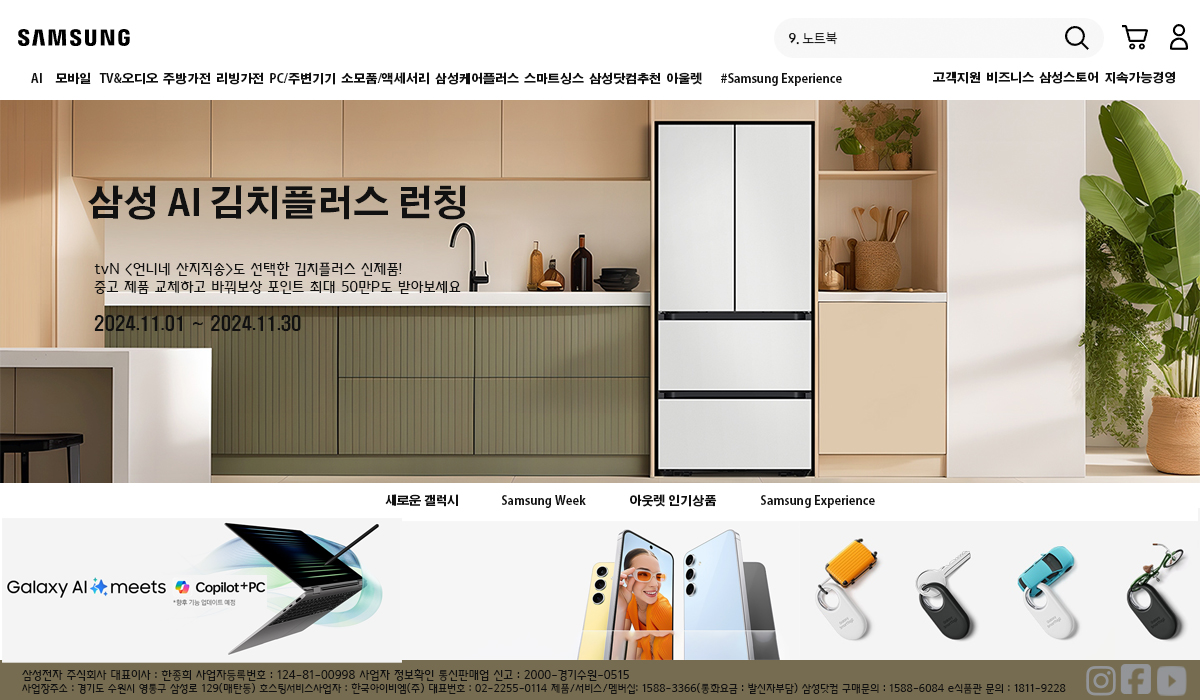 SAMSUNG
9. 노트북
AI 모바일 TV&오디오 주방가전 리빙가전 PC/주변기기 소모품/액세서리 삼성케어플러스 스마트싱스 삼성닷컴추천 아울렛 #Samsung Experience 고객지원 비즈니스 삼성스토어 지속가능경영
삼성 AI 김치플러스 런칭
tvN <언니네 산지직송>도 선택한 김치플러스 신제품!
중고 제품 교체하고 바꿔보상 포인트 최대 50만P도 받아보세요
2024.11.01 ~ 2024.11.30
새로운 갤럭시 Samsung Week 아웃렛 인기상품 Samsung Experience
Galaxy AI meets Copilot+PC
*향후 기능 업데이트 예정
삼성전자 주식회사 대표이사 : 한종희 사업자등록번호 : 124-81-00998 사업자 정보확인 통신판매업 신고 : 2000-경기수원-0515
사업장주소 : 경기도 수원시 영통구 삼성로 129(매탄동) 호스팅서비스사업자 : 한국아이비엠(주) 대표번호 : 02-2255-0114 제품/서비스/멤버십: 1588-3366(통화요금 : 발신자부담) 삼성닷컴 구매문의 : 1588-6084 e식품관 문의 : 1811-9228